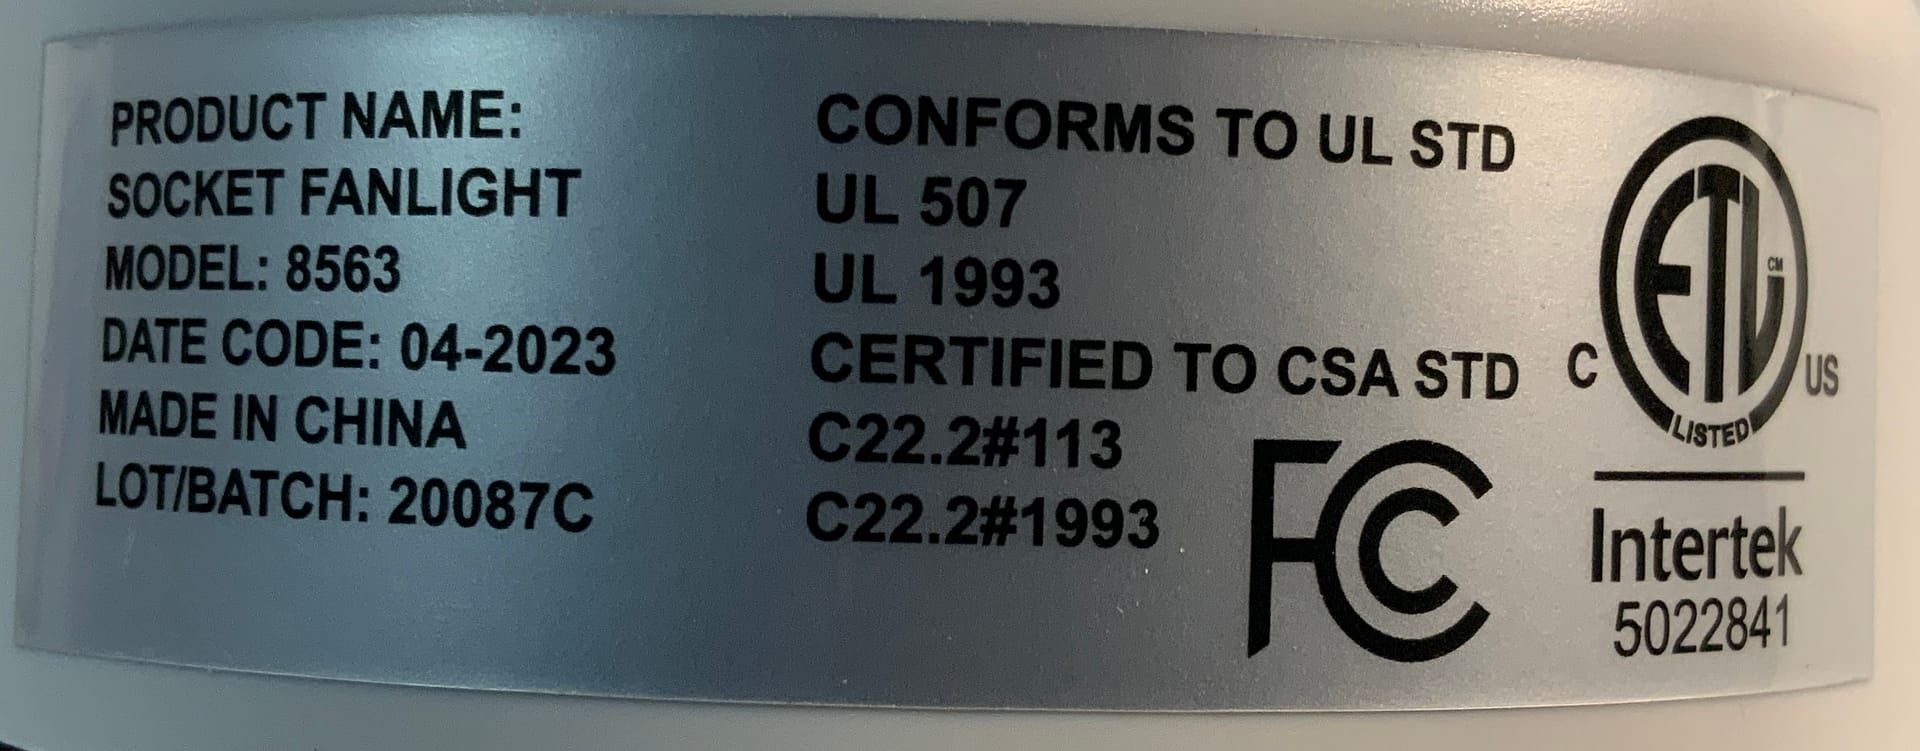 PRODUCT NAME:
SOCKET FANLIGHT
MODEL: 8563
DATE CODE: 04-2023
MADE IN CHINA
LOT/BATCH: 20087C
CONFORMS TO UL STD
UL 507
UL 1993
CERTIFIED TO CSA STD
C22.2#113
C22.2#1993
FC
C ETL CM US
LISTED
Intertek
5022841